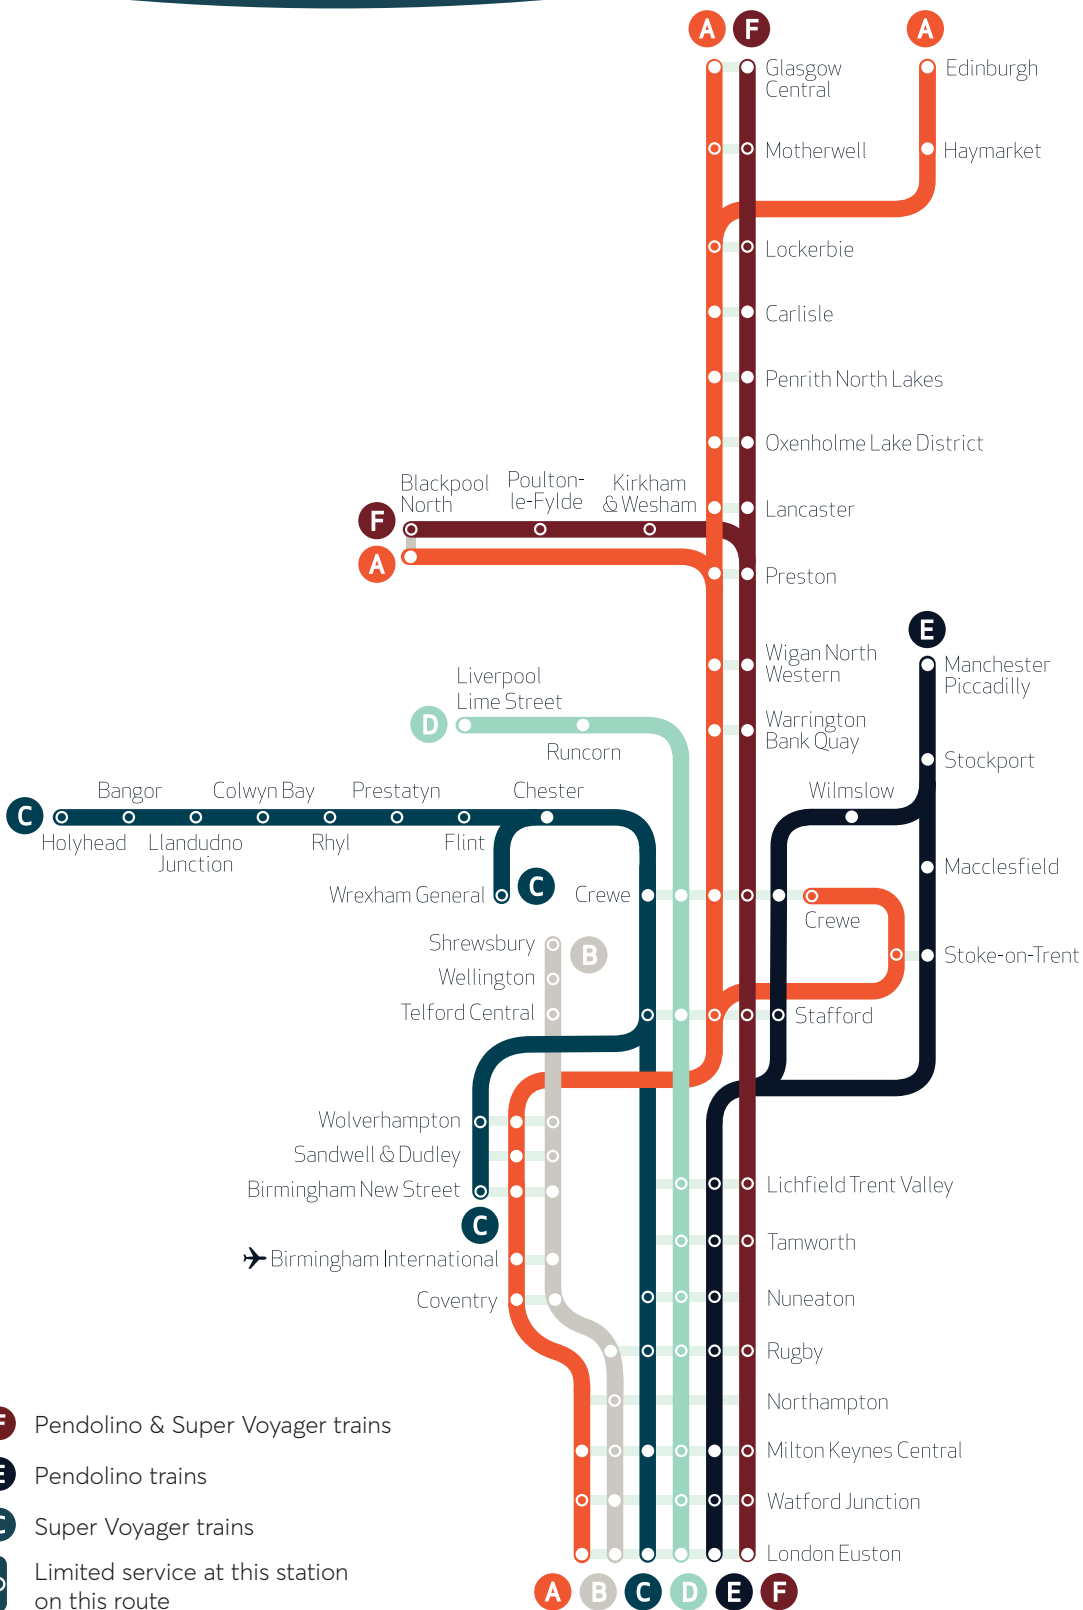 A F A
Glasgow
Central
Edinburgh
Motherwell
Haymarket
Lockerbie
Carlisle
Penrith North Lakes
Oxenholme Lake District
Blackpool
North
Poulton-
le-Fylde
Kirkham
& Wesham
Lancaster
F
A
Preston
E
Wigan North
Western
Manchester
Piccadilly
Liverpool
Lime Street
D
Runcorn
Warrington
Bank Quay
Stockport
Bangor
Colwyn Bay
Prestatyn
Chester
Wilmslow
C
Holyhead
Llandudno
Junction
Rhyl
Flint
Macclesfield
Wrexham General
C
Crewe
Crewe
Shrewsbury
B
Stoke-on-Trent
Wellington
Telford Central
Stafford
Wolverhampton
Sandwell & Dudley
Birmingham New Street
Lichfield Trent Valley
C
Tamworth
Birmingham International
Coventry
Nuneaton
Rugby
Northampton
F Pendolino & Super Voyager trains
Milton Keynes Central
E Pendolino trains
Watford Junction
C Super Voyager trains
London Euston
Limited service at this station
on this route
A B C D E F